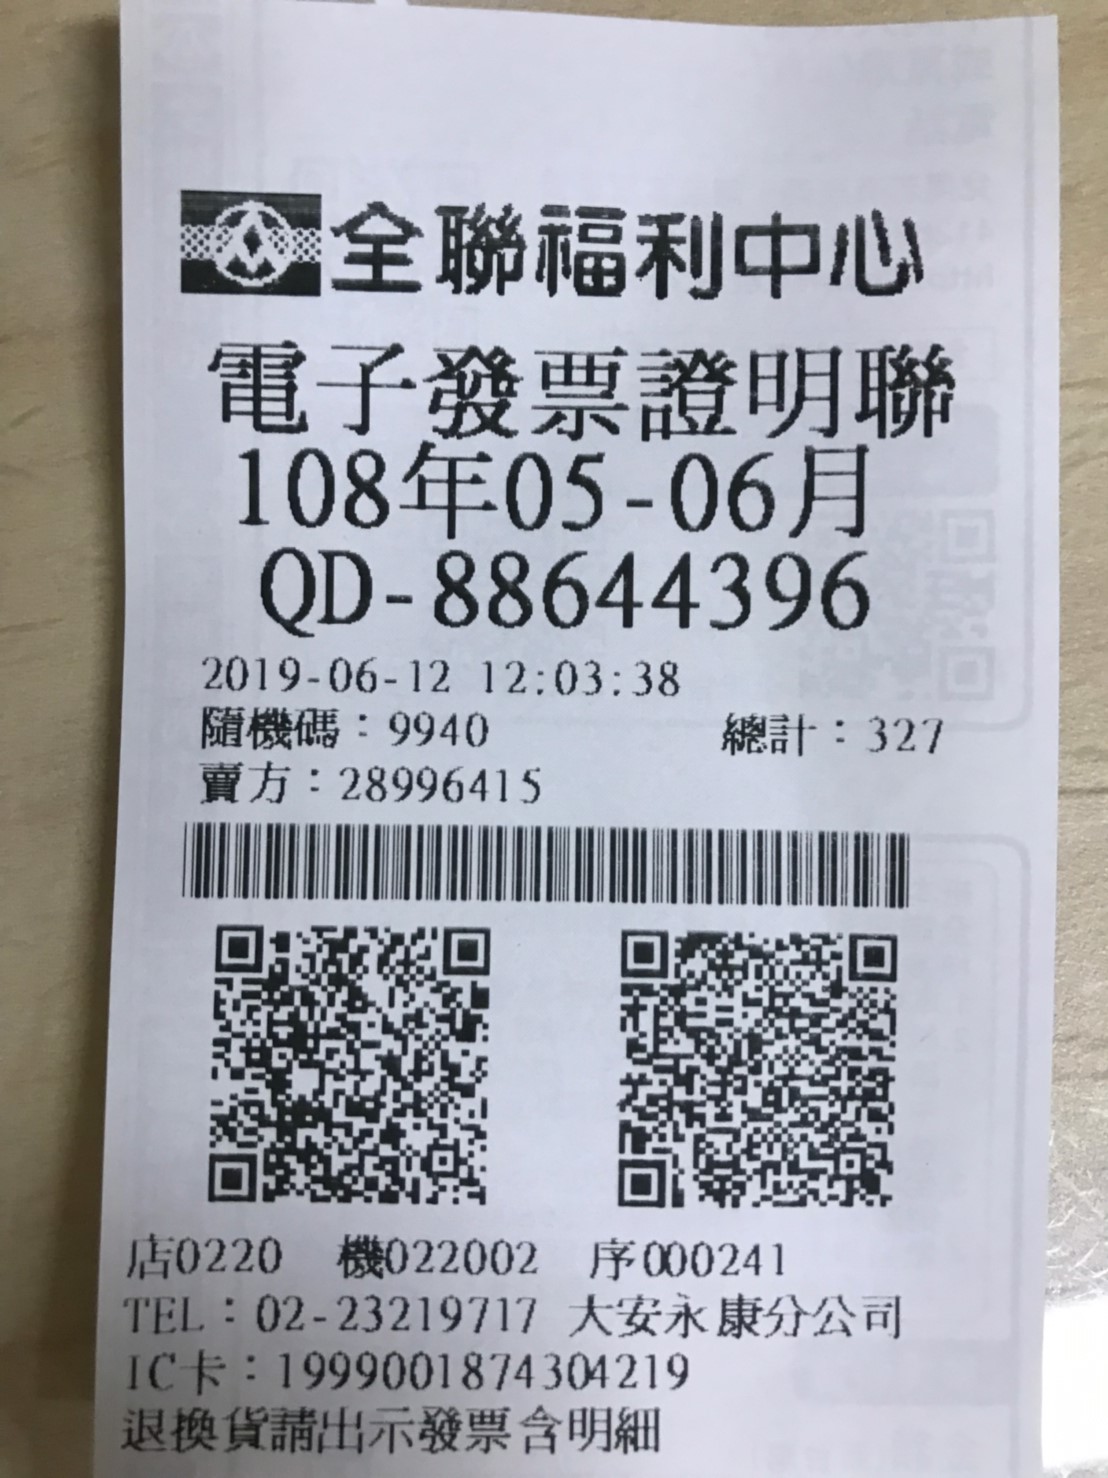 全聯福利中心
電子發票證明聯
108年05-06月
QD-88644396
2019-06-12 12:03:38
隨機碼：9940 總計：327
賣方：28996415
店0220 機022002 序000241
TEL：02-23219717 大安永康分公司
IC卡：1999001874304219
退換貨請出示發票含明細